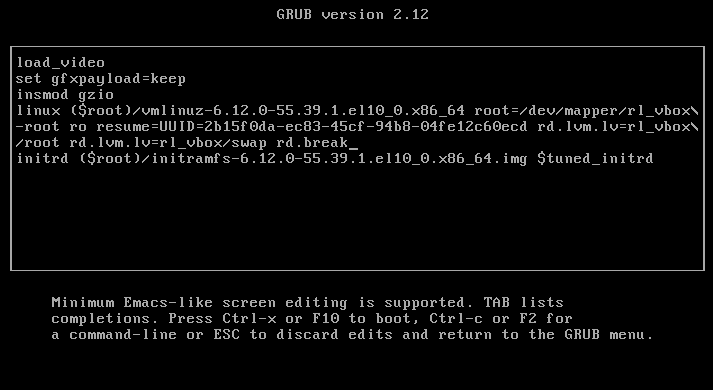 GRUB version 2.12
load_video
set gfxpayload=keep
insmod gzio
linux ($root)/vmlinuz-6.12.0-55.39.1.el10_0.x86_64 root=/dev/mapper/rl_vbox\
-root ro resume=UUID=2b15f0da-ec83-45cf-94b8-04fe12c60ecd rd.lvm.lv=rl_vbox\
/root rd.lvm.lv=rl_vbox/swap rd.break_
initrd ($root)/initramfs-6.12.0-55.39.1.el10_0.x86_64.img $tuned_initrd
Minimum Emacs-like screen editing is supported. TAB lists
completions. Press Ctrl-x or F10 to boot, Ctrl-c or F2 for
a command-line or ESC to discard edits and return to the GRUB menu.